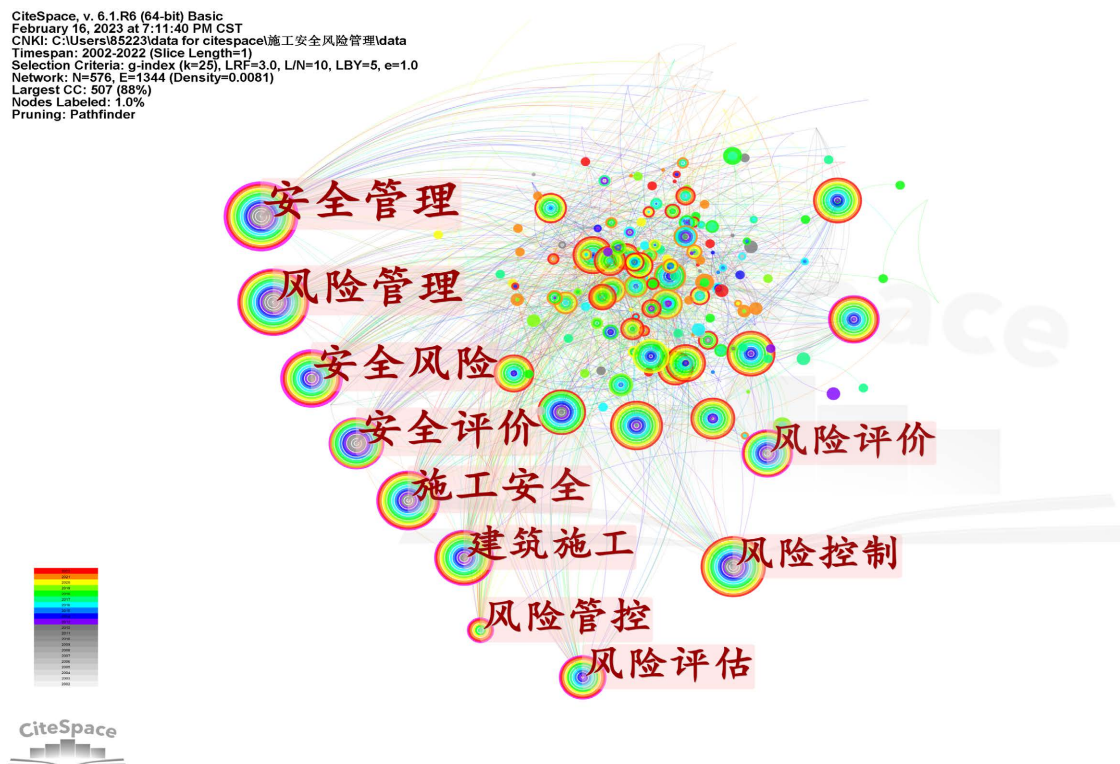 CiteSpace, v. 6.1.R6 (64-bit) Basic
February 16, 2023 at 7:11:40 PM CST
CNKI: C:\Users\85223\data for citespace\施工安全风险管理\data
Timespan: 2002-2022 (Slice Length=1)
Selection Criteria: g-index (k=25), LRF=3.0, L/N=10, LBY=5, e=1.0
Network: N=576, E=1344 (Density=0.0081)
Largest CC: 507 (88%)
Nodes Labeled: 1.0%
Pruning: Pathfinder
安全管理
风险管理
安全风险
安全评价
风险评价
施工安全
建筑施工
风险控制
风险管控
风险评估
CiteSpace